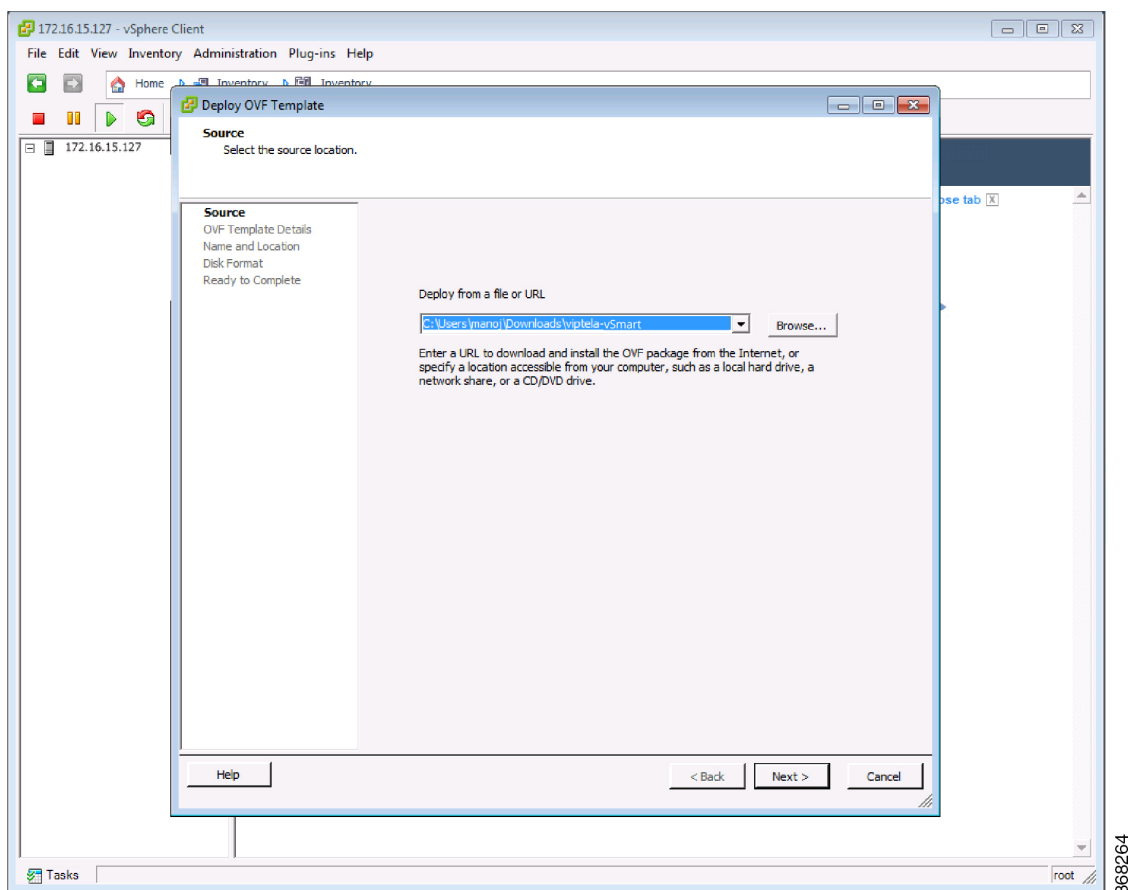 172.16.15.127 - vSphere Client
File Edit View Inventory Administration Plug-ins Help
Home Inventory Inventory
Deploy OVF Template
172.16.15.127
Source
Select the source location.
ose tab X
Source
OVF Template Details
Name and Location
Disk Format
Ready to Complete
Deploy from a file or URL
C:\Users\manoj\Downloads\viptela-vSmart
Browse...
Enter a URL to download and install the OVF package from the Internet, or
specify a location accessible from your computer, such as a local hard drive, a
network share, or a CD/DVD drive.
Help
< Back Next > Cancel
Tasks
root
368264